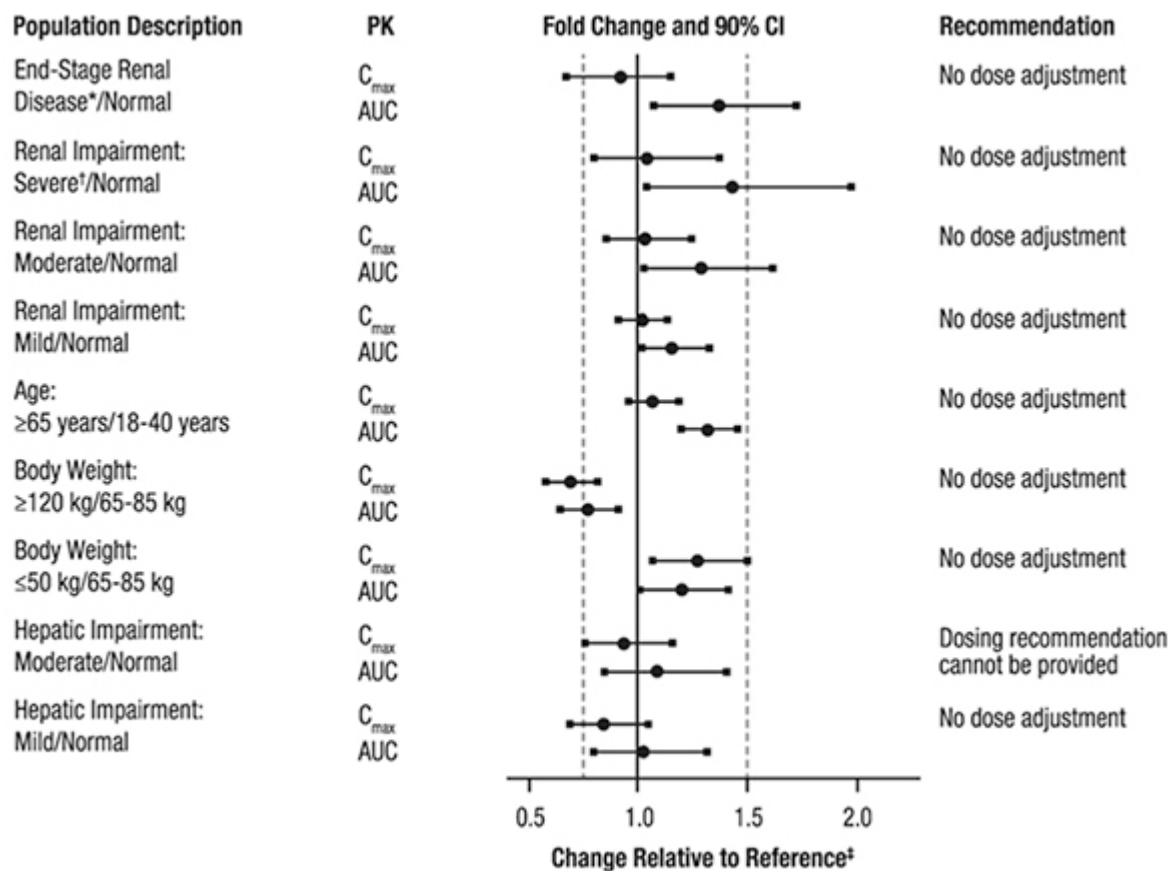 Population Description PK Fold Change and 90% CI Recommendation
End-Stage Renal Cmax No dose adjustment
Disease*/Normal AUC
Renal Impairment: Cmax No dose adjustment
Severe†/Normal AUC
Renal Impairment: Cmax No dose adjustment
Moderate/Normal AUC
Renal Impairment: Cmax No dose adjustment
Mild/Normal AUC
Age: Cmax No dose adjustment
≥65 years/18-40 years AUC
Body Weight: Cmax No dose adjustment
≥120 kg/65-85 kg AUC
Body Weight: Cmax No dose adjustment
≤50 kg/65-85 kg AUC
Hepatic Impairment: Cmax Dosing recommendation
Moderate/Normal AUC cannot be provided
Hepatic Impairment: Cmax No dose adjustment
Mild/Normal AUC
0.5 1.0 1.5 2.0
Change Relative to Reference‡